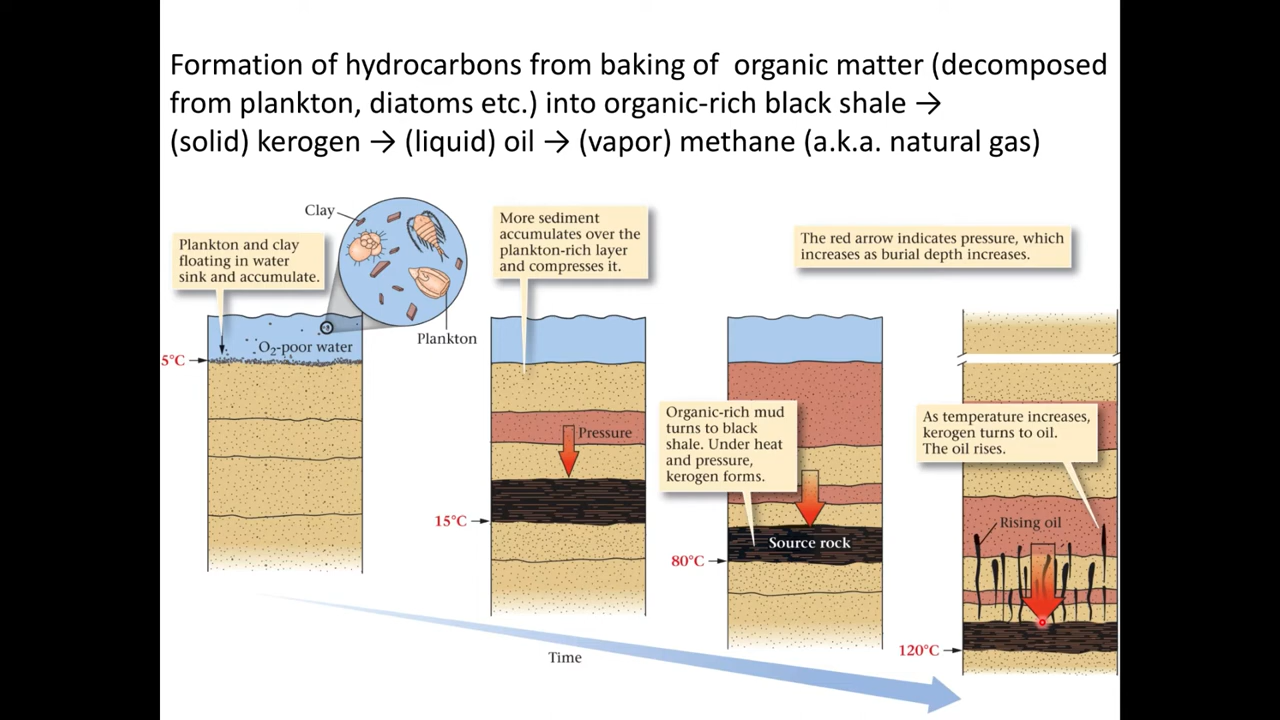 Formation of hydrocarbons from baking of  organic matter (decomposed
from plankton, diatoms etc.) into organic-rich black shale →
(solid) kerogen → (liquid) oil → (vapor) methane (a.k.a. natural gas)
Clay
Plankton and clay
floating in water
sink and accumulate.
Plankton
O₂-poor water
5°C
More sediment
accumulates over the
plankton-rich layer
and compresses it.
Pressure
15°C
The red arrow indicates pressure, which
increases as burial depth increases.
Organic-rich mud
turns to black
shale. Under heat
and pressure,
kerogen forms.
Source rock
80°C
As temperature increases,
kerogen turns to oil.
The oil rises.
Rising oil
120°C
Time